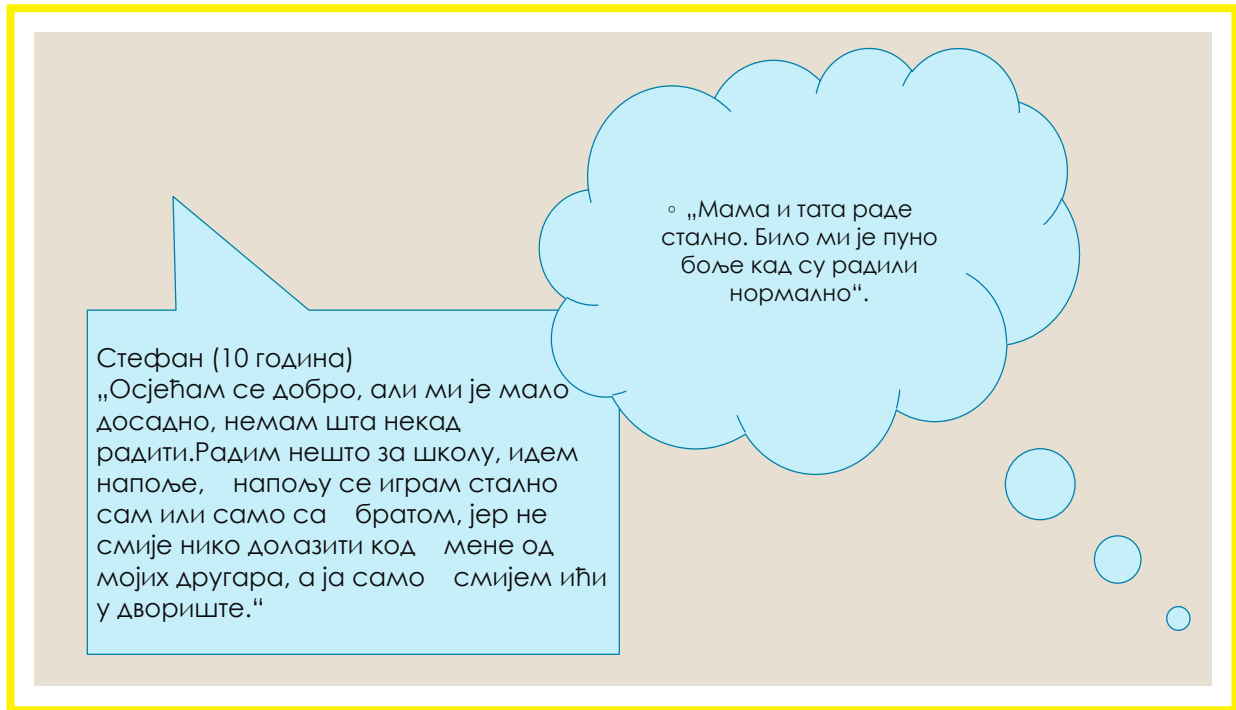 ◦ „Мама и тата раде
стално. Било ми је пуно
боље кад су радили
нормално“.
Стефан (10 година)
„Осјећам се добро, али ми је мало
досадно, немам шта некад
радити.Радим нешто за школу, идем
напоље, напољу се играм стално
сам или само са братом, јер не
смије нико долазити код мене од
мојих другара, а ја само смијем ићи
у двориште.“